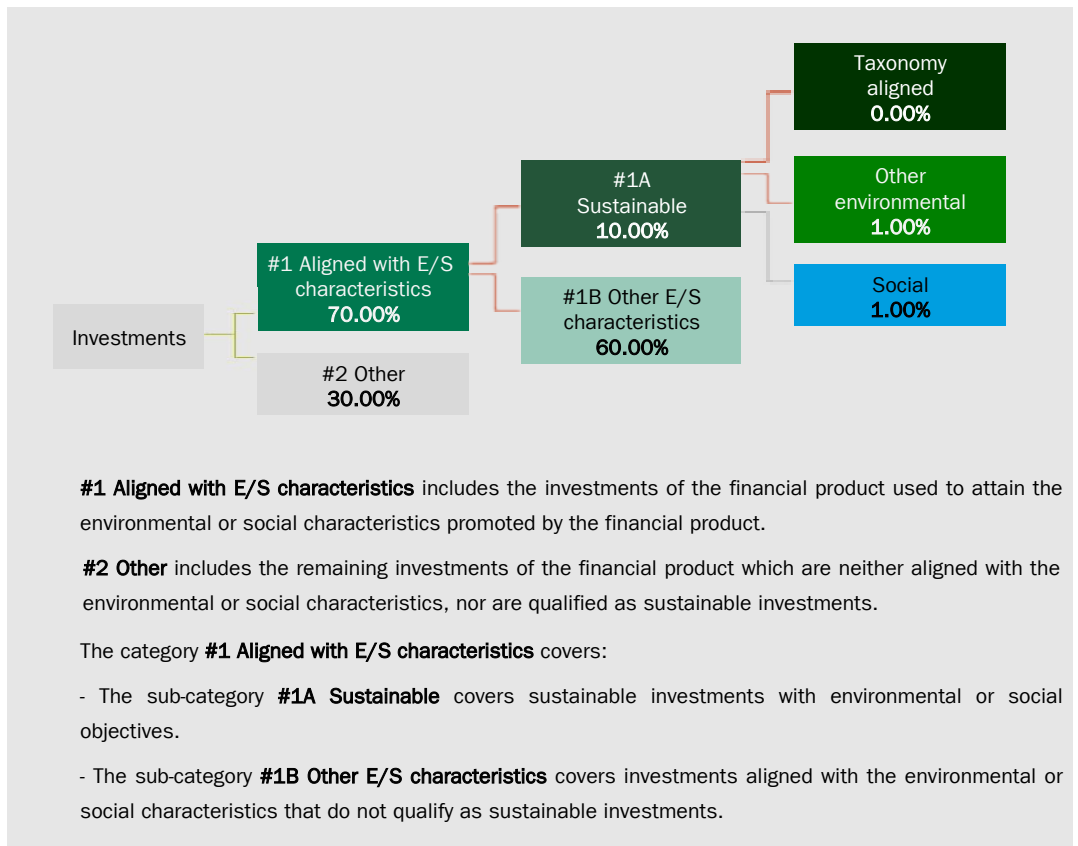 Taxonomy
aligned
0.00%
#1A
Sustainable
10.00%
Other
environmental
1.00%
#1 Aligned with E/S
characteristics
70.00%
#1B Other E/S
characteristics
60.00%
Social
1.00%
Investments
#2 Other
30.00%
#1 Aligned with E/S characteristics includes the investments of the financial product used to attain the
environmental or social characteristics promoted by the financial product.
#2 Other includes the remaining investments of the financial product which are neither aligned with the
environmental or social characteristics, nor are qualified as sustainable investments.
The category #1 Aligned with E/S characteristics covers:
- The sub-category #1A Sustainable covers sustainable investments with environmental or social
objectives.
- The sub-category #1B Other E/S characteristics covers investments aligned with the environmental or
social characteristics that do not qualify as sustainable investments.